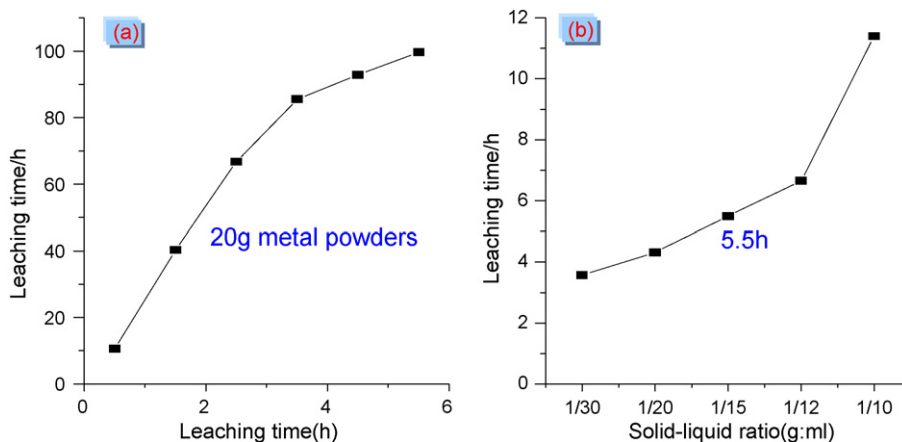 (a)
Leaching time/h
100
80
60
40
20
0
20g metal powders
0
2
4
6
Leaching time(h)
(b)
Leaching time/h
12
10
8
6
4
2
0
5.5h
1/30
1/20
1/15
1/12
1/10
Solid-liquid ratio(g:ml)